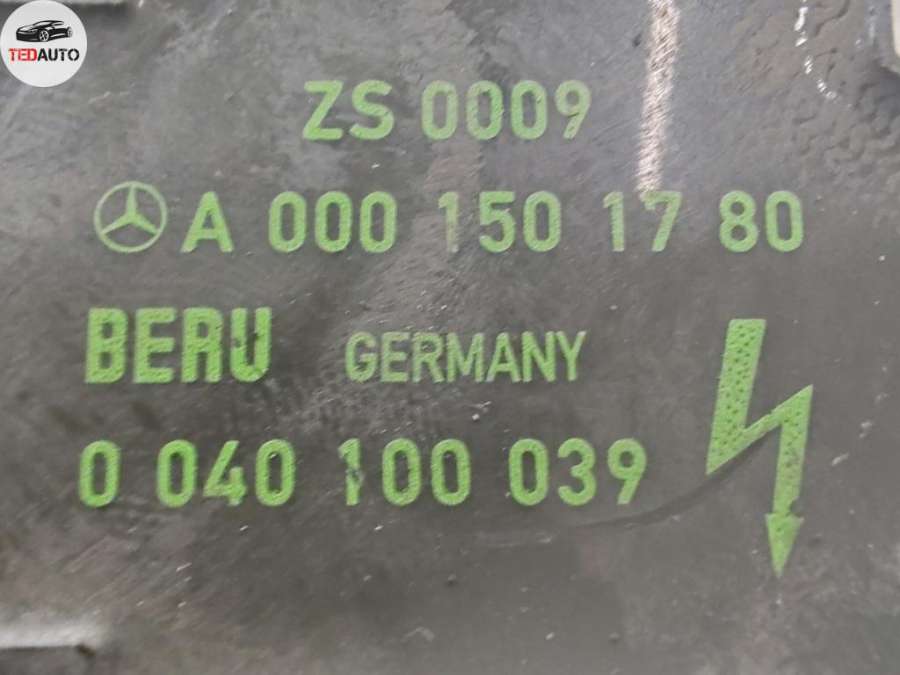 TEDAUTO
ZS 0009
A 000 150 17 80
BERU GERMANY
0 040 100 039